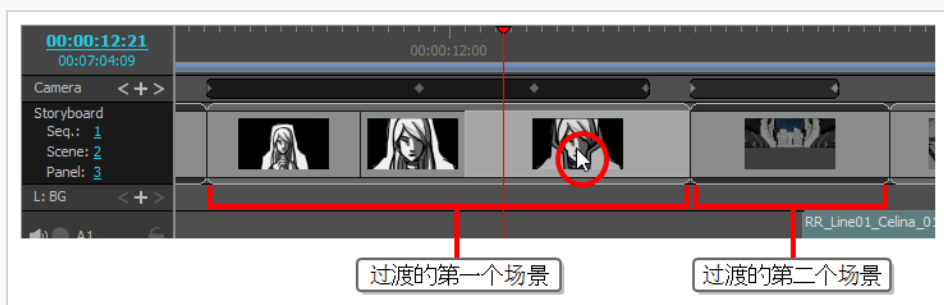 00:00:12:21
00:07:04:09
00:00:12:00
Camera < + >
Storyboard
Seq.: 1
Scene: 2
Panel: 3
L: BG < + >
A1
RR_Line01_Celina_01
过渡的第一个场景
过渡的第二个场景